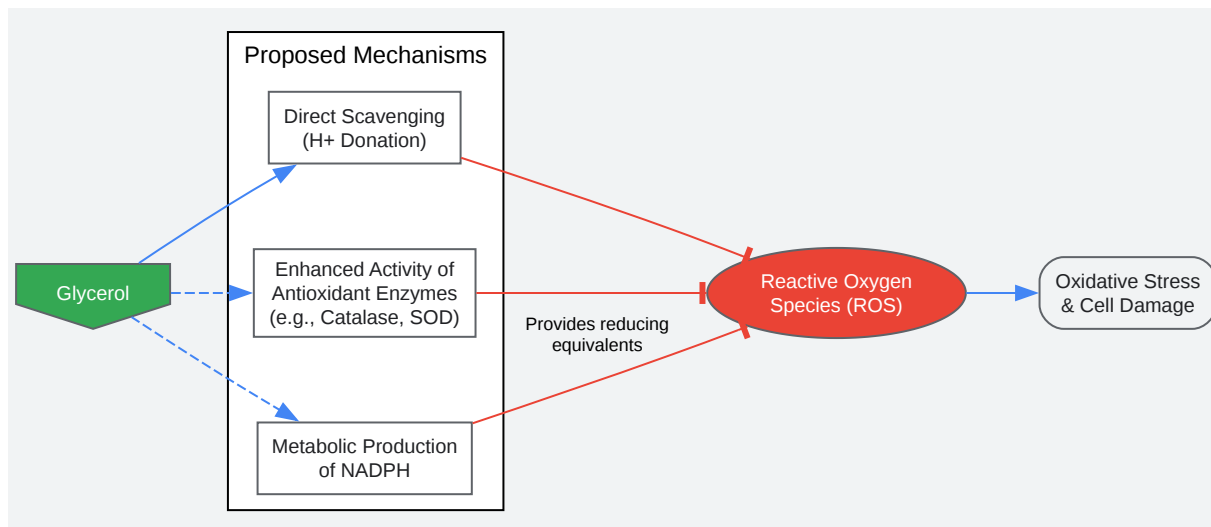 Proposed Mechanisms
Direct Scavenging
(H+ Donation)
Glycerol
Enhanced Activity of
Antioxidant Enzymes
(e.g., Catalase, SOD)
Metabolic Production
of NADPH
Provides reducing
equivalents
Reactive Oxygen
Species (ROS)
Oxidative Stress
& Cell Damage